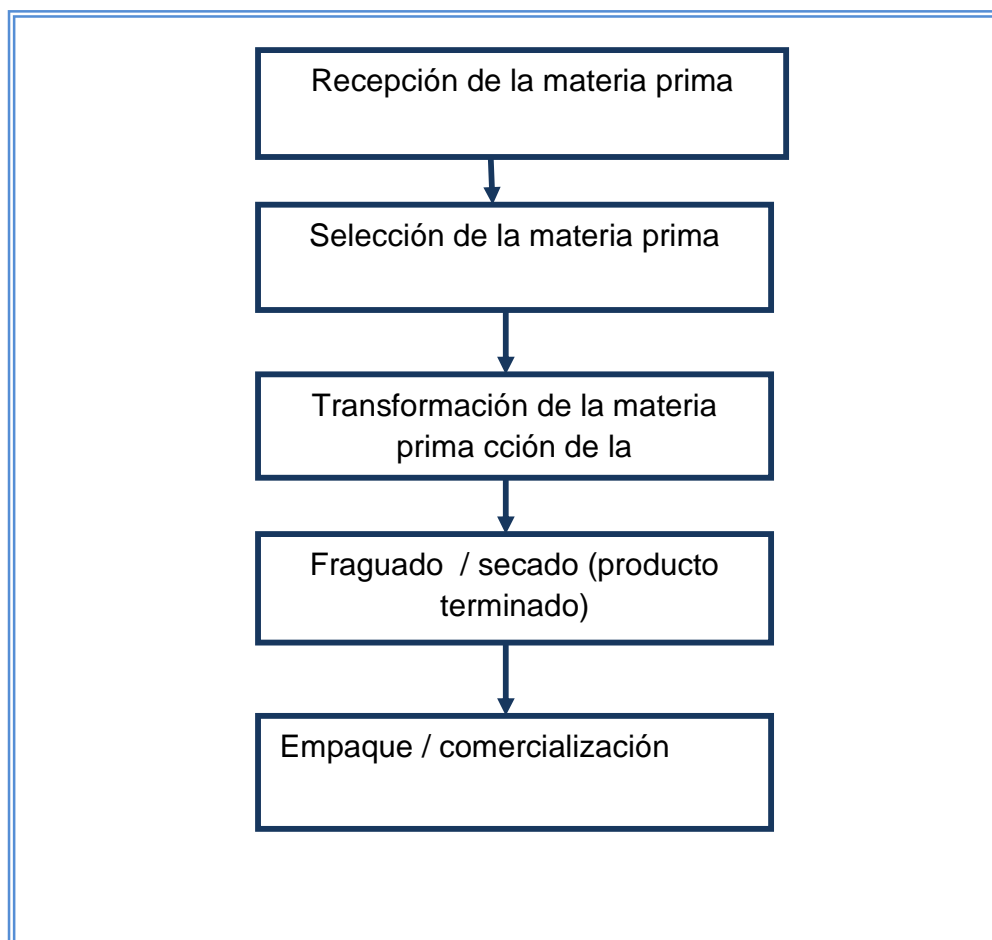 Recepción de la materia prima
Selección de la materia prima
Transformación de la materia
prima cción de la
Fraguado / secado (producto
terminado)
Empaque / comercialización